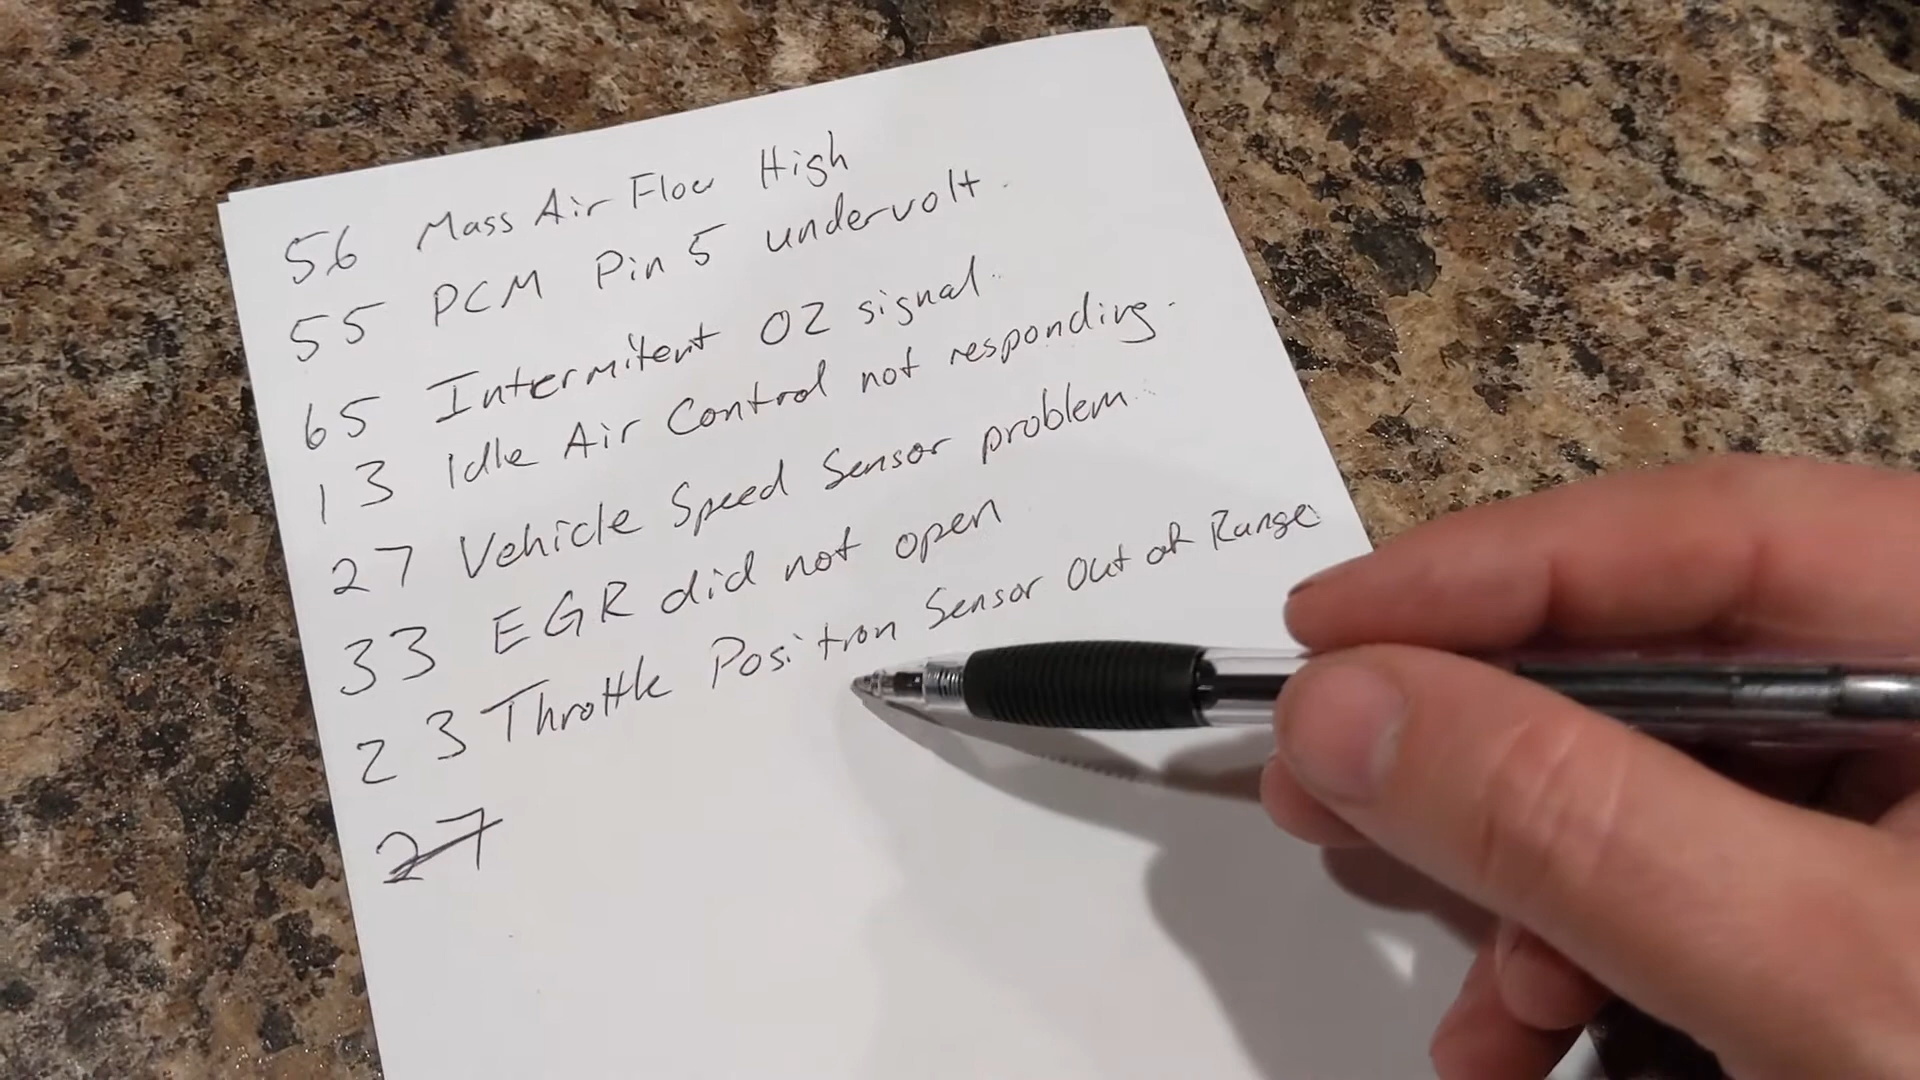 56 Mass Air Flow High
55 PCM Pin 5 undervolt.
65 Intermitent O2 signal.
13 Idle Air Control not responding.
27 Vehicle Speed Sensor problem.
33 EGR did not open
23 Throttle Position Sensor Out of Range
27